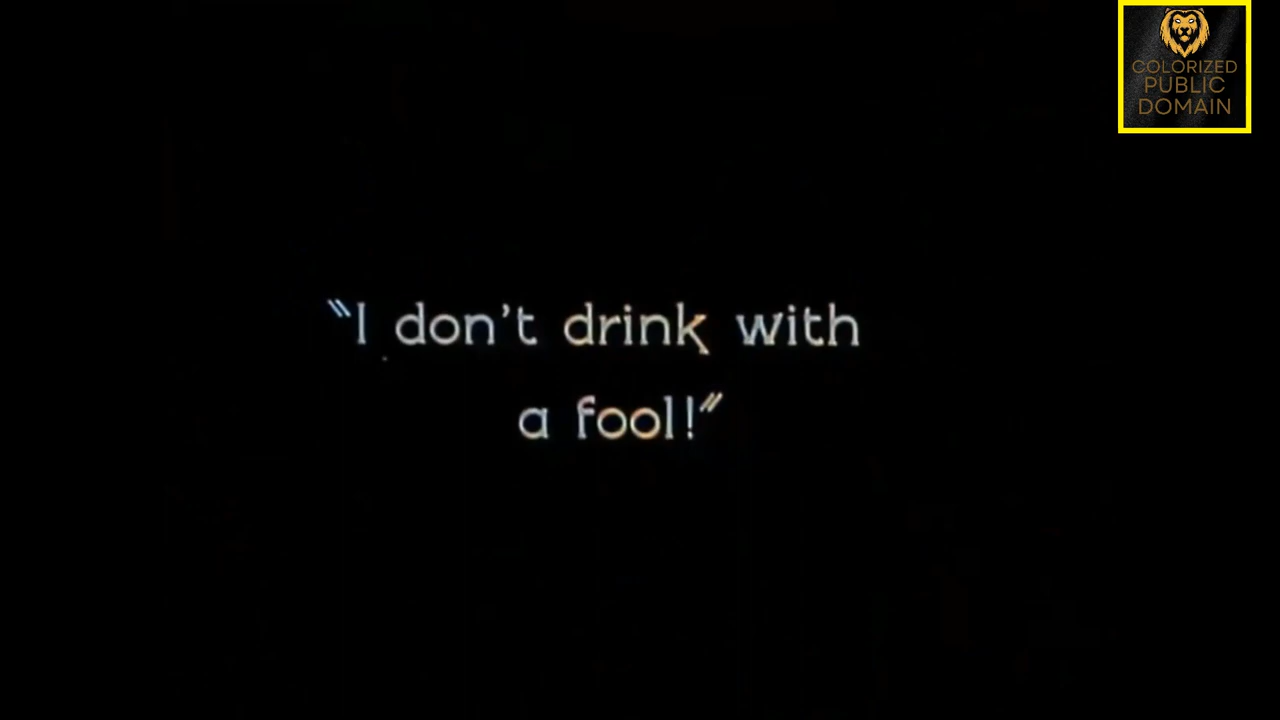 COLORIZED
PUBLIC
DOMAIN
"I don't drink with
a fool!"